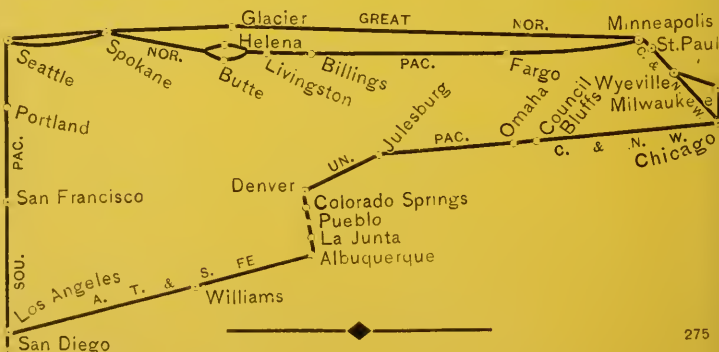 Glacier GREAT NOR. Minneapolis
Helena St. Paul
Seattle Spokane NOR. Butte Livingston Billings PAC. Fargo C. & N. W. Wyeville
Milwaukee
Portland Julesburg Omaha Council
Bluffs
PAC. UN. PAC. C. & N. W. Chicago
Denver
San Francisco Colorado Springs
Pueblo
La Junta
SOU. Los Angeles A. T. & S. FE Albuquerque
Williams
San Diego
275